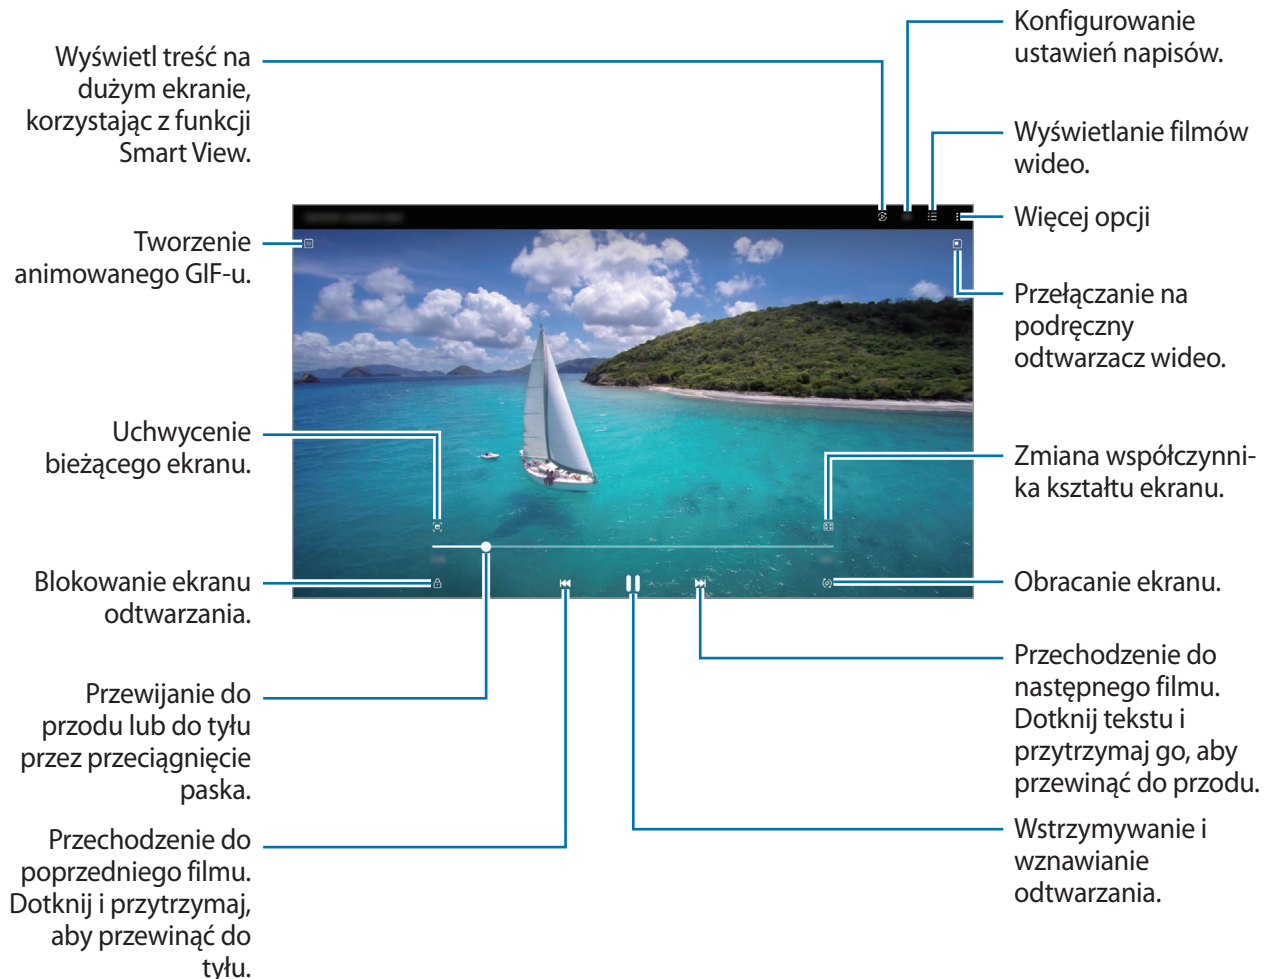 Wyświetl treść na
dużym ekranie,
korzystając z funkcji
Smart View.
Tworzenie
animowanego GIF-u.
Uchwycenie
bieżącego ekranu.
Blokowanie ekranu
odtwarzania.
Przewijanie do
przodu lub do tyłu
przez przeciągnięcie
paska.
Przechodzenie do
poprzedniego filmu.
Dotknij i przytrzymaj,
aby przewinąć do
tyłu.
Konfigurowanie
ustawień napisów.
Wyświetlanie filmów
wideo.
Więcej opcji
Przełączanie na
podręczny
odtwarzacz wideo.
Zmiana współczynni-
ka kształtu ekranu.
Obracanie ekranu.
Przechodzenie do
następnego filmu.
Dotknij tekstu i
przytrzymaj go, aby
przewinąć do przodu.
Wstrzymywanie i
wznawianie
odtwarzania.